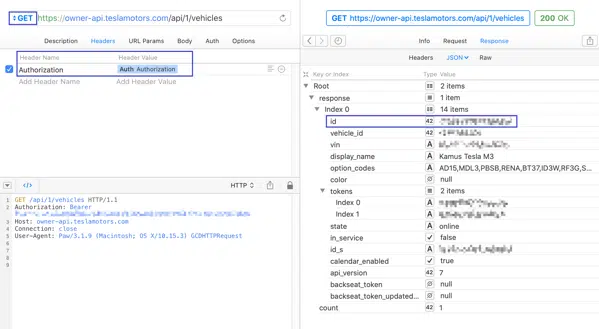 GET https://owner-api.teslamotors.com/api/1/vehicles
Description Headers URL Params Body Auth Options
Header Name Header Value
Authorization Auth Authorization
Add Header Name Add Header Value
</> HTTP
1 GET /api/1/vehicles HTTP/1.1
2 Authorization: Bearer
3 Host: owner-api.teslamotors.com
4 Connection: close
5 User-Agent: Paw/3.1.9 (Macintosh; OS X/10.15.3) GCDHTTPRequest
6
7
8
9
GET https://owner-api.teslamotors.com/api/1/vehicles 200 OK
Info Request Response
Headers JSON Raw
Key or Index Type Value
Root 2 items
response 1 item
Index 0 14 items
id 42
vehicle_id 42
vin A
display_name A Kamus Tesla M3
option_codes A AD15,MDL3,PBSB,RENA,BT37,ID3W,RF3G,S...
color null
tokens 2 items
Index 0 A
Index 1 A
state A online
in_service false
id_s A
calendar_enabled true
api_version 42 7
backseat_token null
backseat_token_updated... null
count 42 1